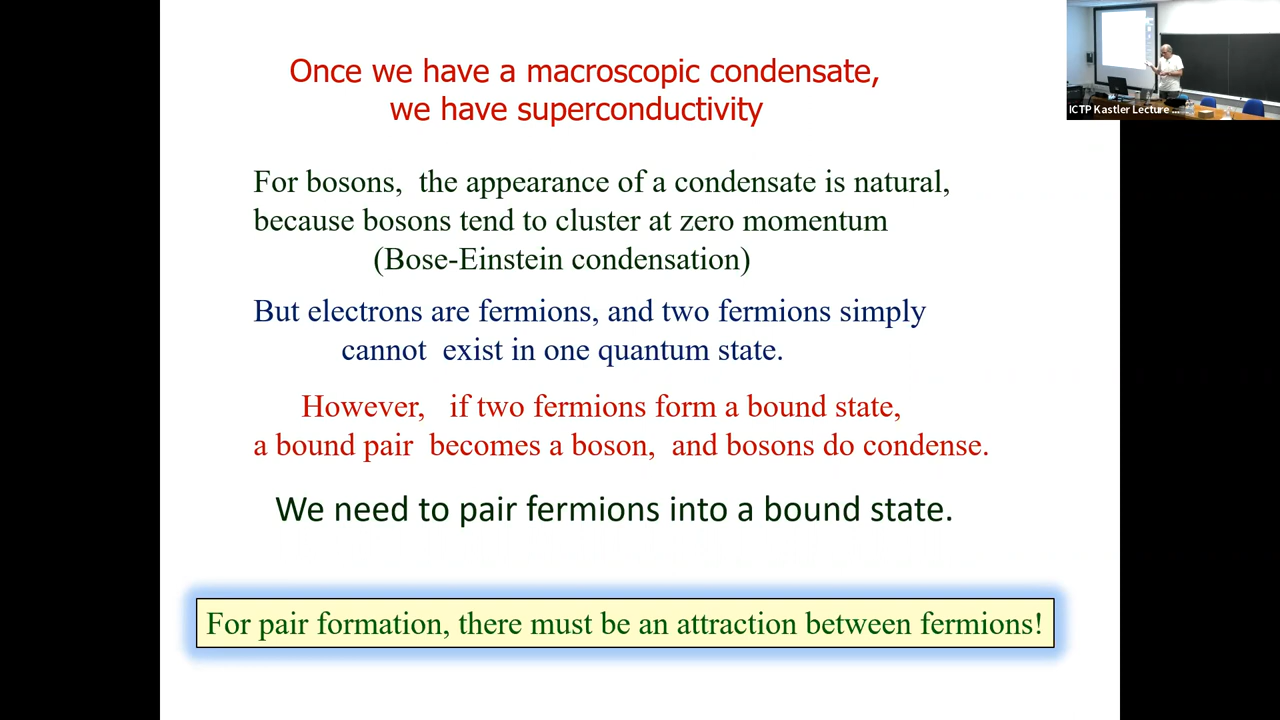 Once we have a macroscopic condensate,
we have superconductivity
For bosons, the appearance of a condensate is natural,
because bosons tend to cluster at zero momentum
(Bose-Einstein condensation)
But electrons are fermions, and two fermions simply
cannot exist in one quantum state.
However, if two fermions form a bound state,
a bound pair becomes a boson, and bosons do condense.
We need to pair fermions into a bound state.
For pair formation, there must be an attraction between fermions!
ICTP Kastler Lecture ...